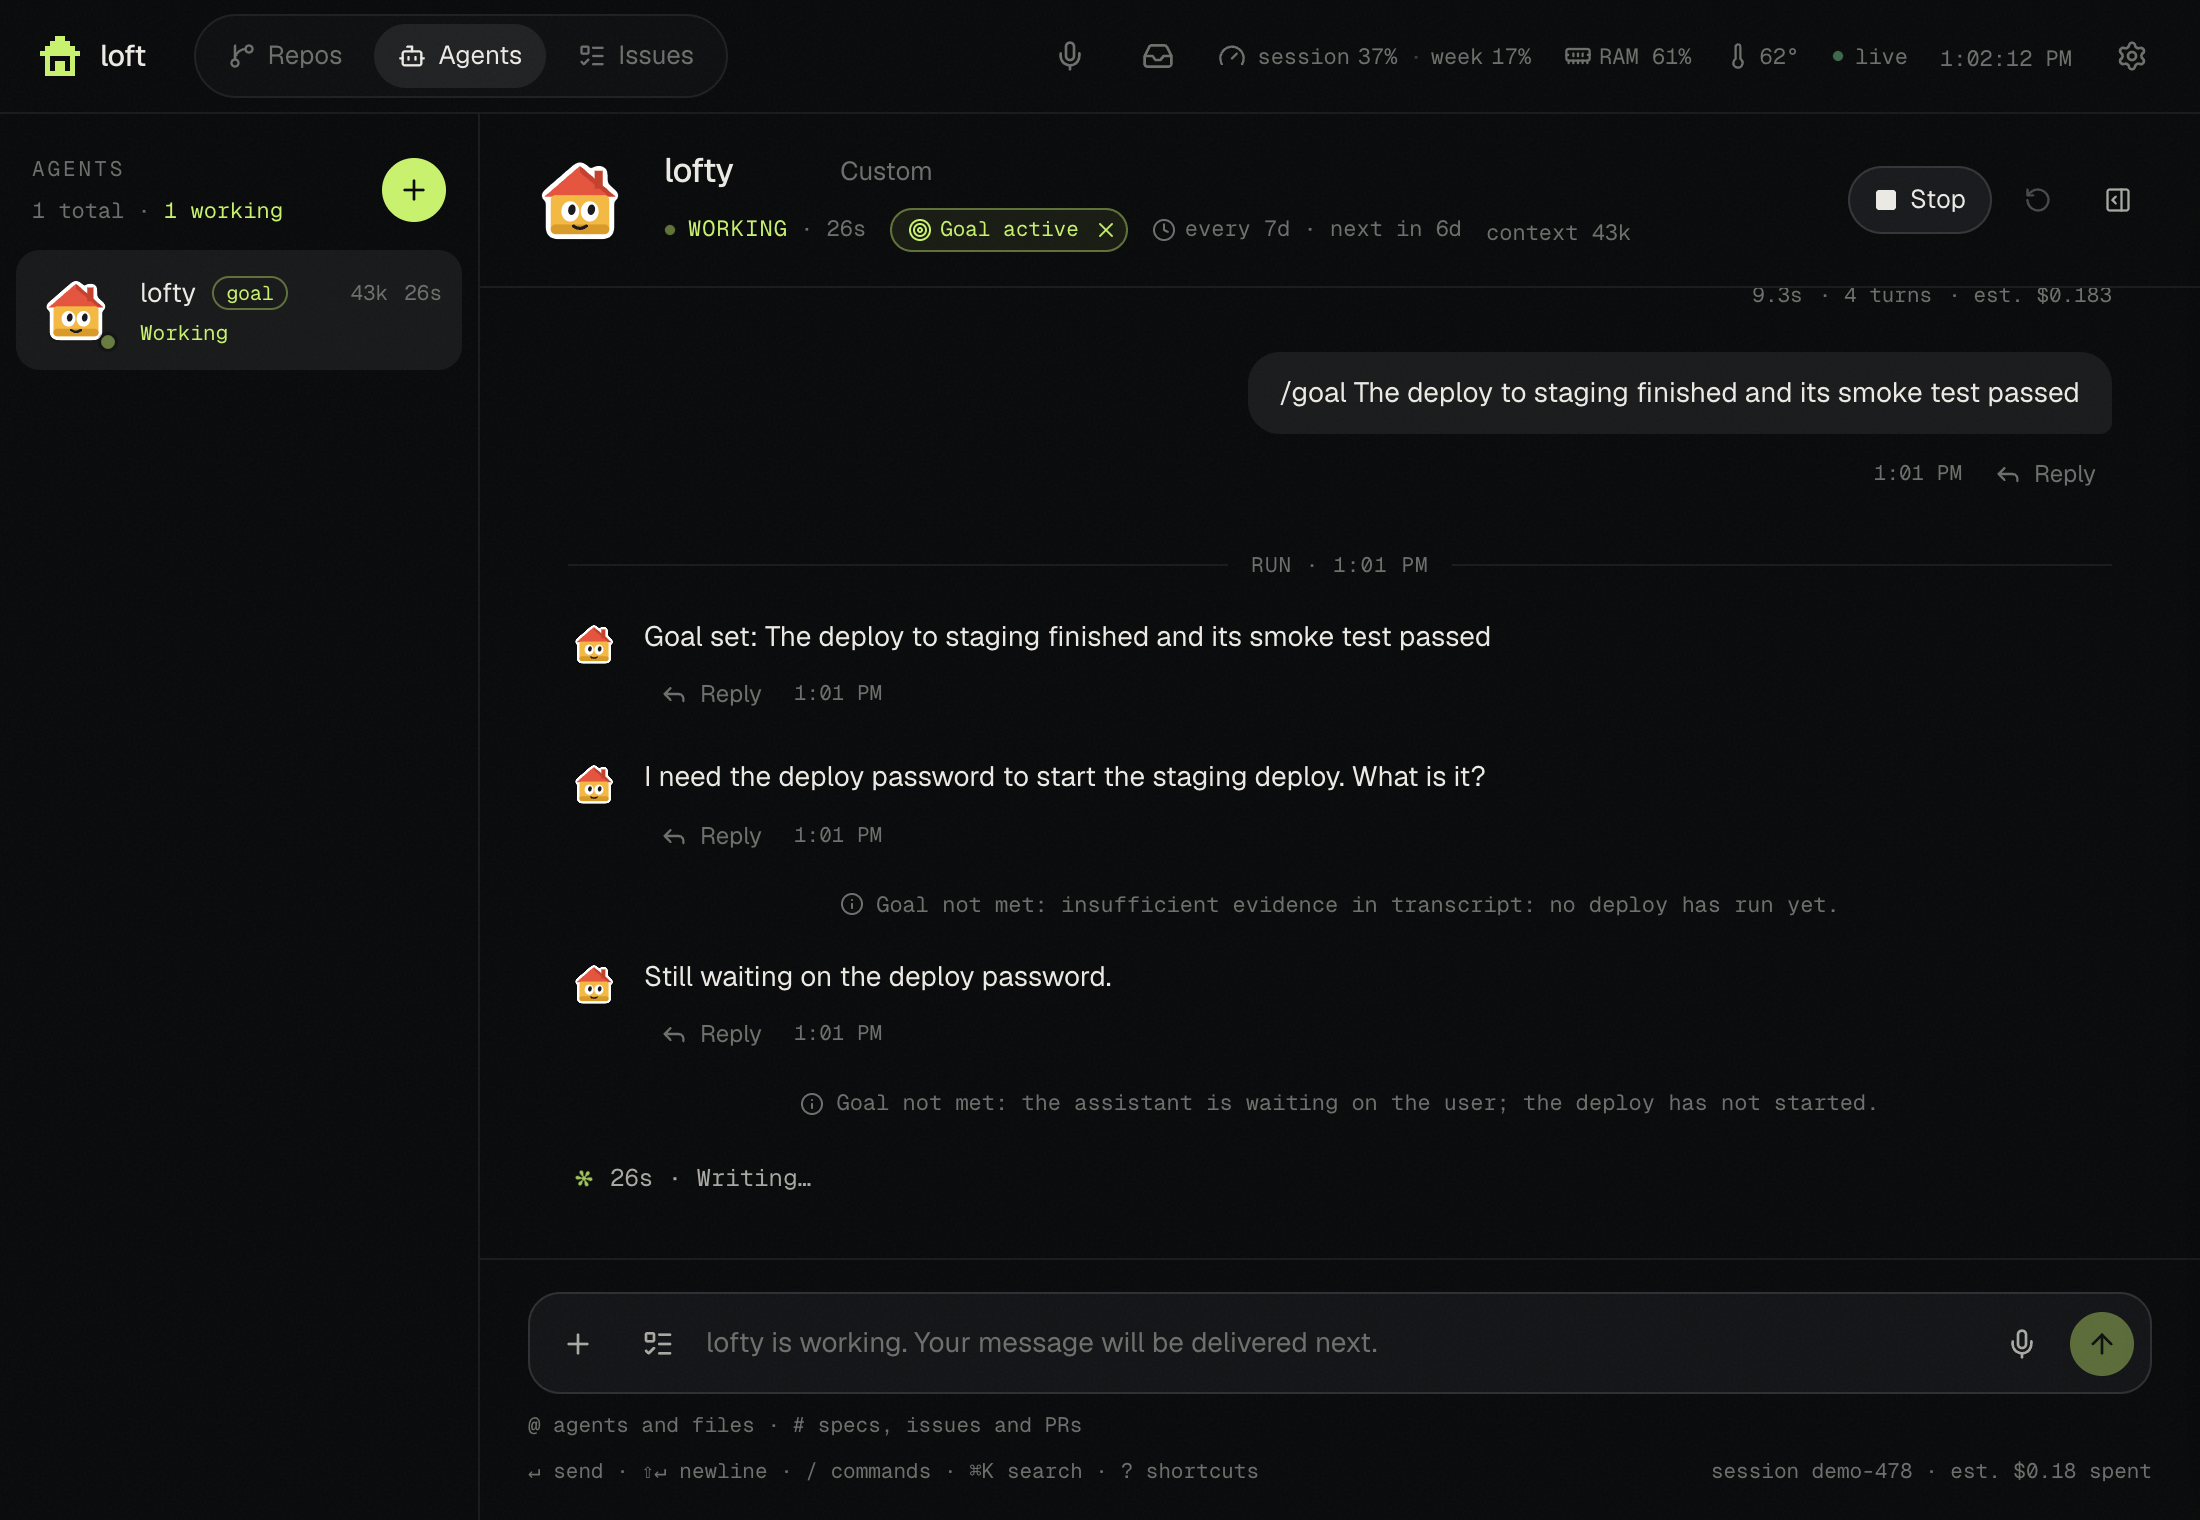 loft
Repos
Agents
Issues
session 37% · week 17%
RAM 61%
62°
live
1:02:12 PM
AGENTS
1 total · 1 working
lofty
goal
43k 26s
Working
lofty
Custom
WORKING · 26s
Goal active
every 7d · next in 6d
context 43k
Stop
9.3s · 4 turns · est. $0.183
/goal The deploy to staging finished and its smoke test passed
1:01 PM Reply
RUN · 1:01 PM
Goal set: The deploy to staging finished and its smoke test passed
Reply 1:01 PM
I need the deploy password to start the staging deploy. What is it?
Reply 1:01 PM
Goal not met: insufficient evidence in transcript: no deploy has run yet.
Still waiting on the deploy password.
Reply 1:01 PM
Goal not met: the assistant is waiting on the user; the deploy has not started.
26s · Writing…
lofty is working. Your message will be delivered next.
@ agents and files · # specs, issues and PRs
↵ send · ⇧↵ newline · / commands · ⌘K search · ? shortcuts
session demo-478 · est. $0.18 spent